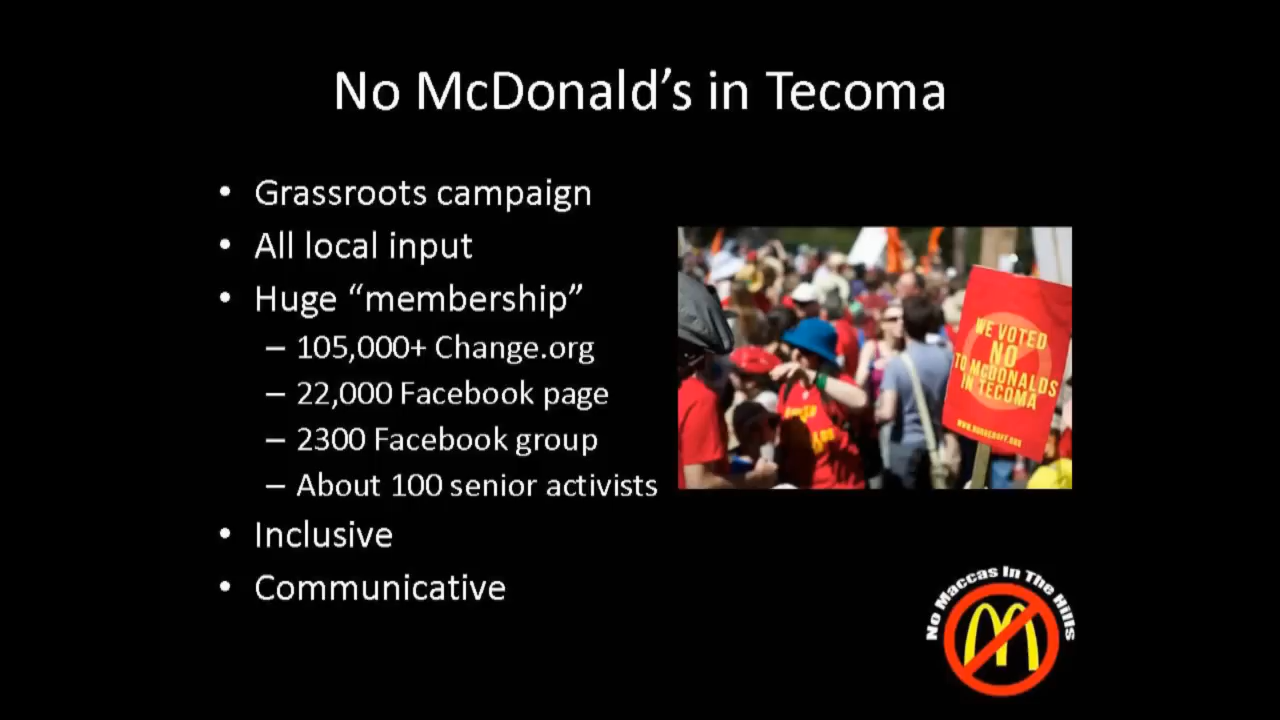 No McDonald’s in Tecoma
• Grassroots campaign
• All local input
• Huge “membership”
– 105,000+ Change.org
– 22,000 Facebook page
– 2300 Facebook group
– About 100 senior activists
• Inclusive
• Communicative
WE VOTED
NO
TO MCDONALDS
IN TECOMA
No Maccas In The Hills